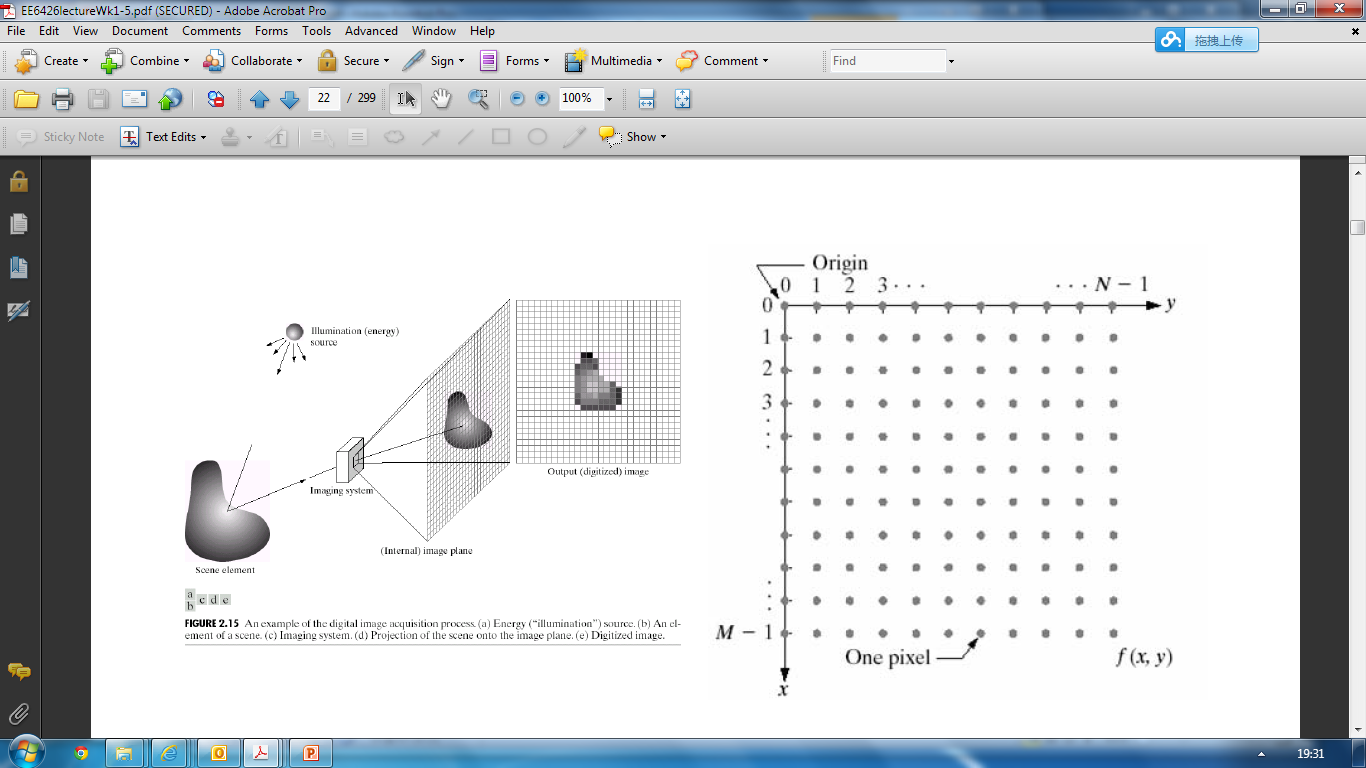 EE6426lectureWk1-5.pdf (SECURED) - Adobe Acrobat Pro
File Edit View Document Comments Forms Tools Advanced Window Help
拖拽上传
Create Combine Collaborate Secure Sign Forms Multimedia Comment Find
22 / 299 100%
Sticky Note Text Edits T Show
Illumination (energy)
source
Imaging system
Output (digitized) image
(Internal) image plane
Scene element
a
b c d e
FIGURE 2.15 An example of the digital image acquisition process. (a) Energy (“illumination”) source. (b) An el-
ement of a scene. (c) Imaging system. (d) Projection of the scene onto the image plane. (e) Digitized image.
Origin
0 1 2 3 · · · · · · N − 1
0 y
1
2
3
M − 1
One pixel f(x, y)
x
19:31